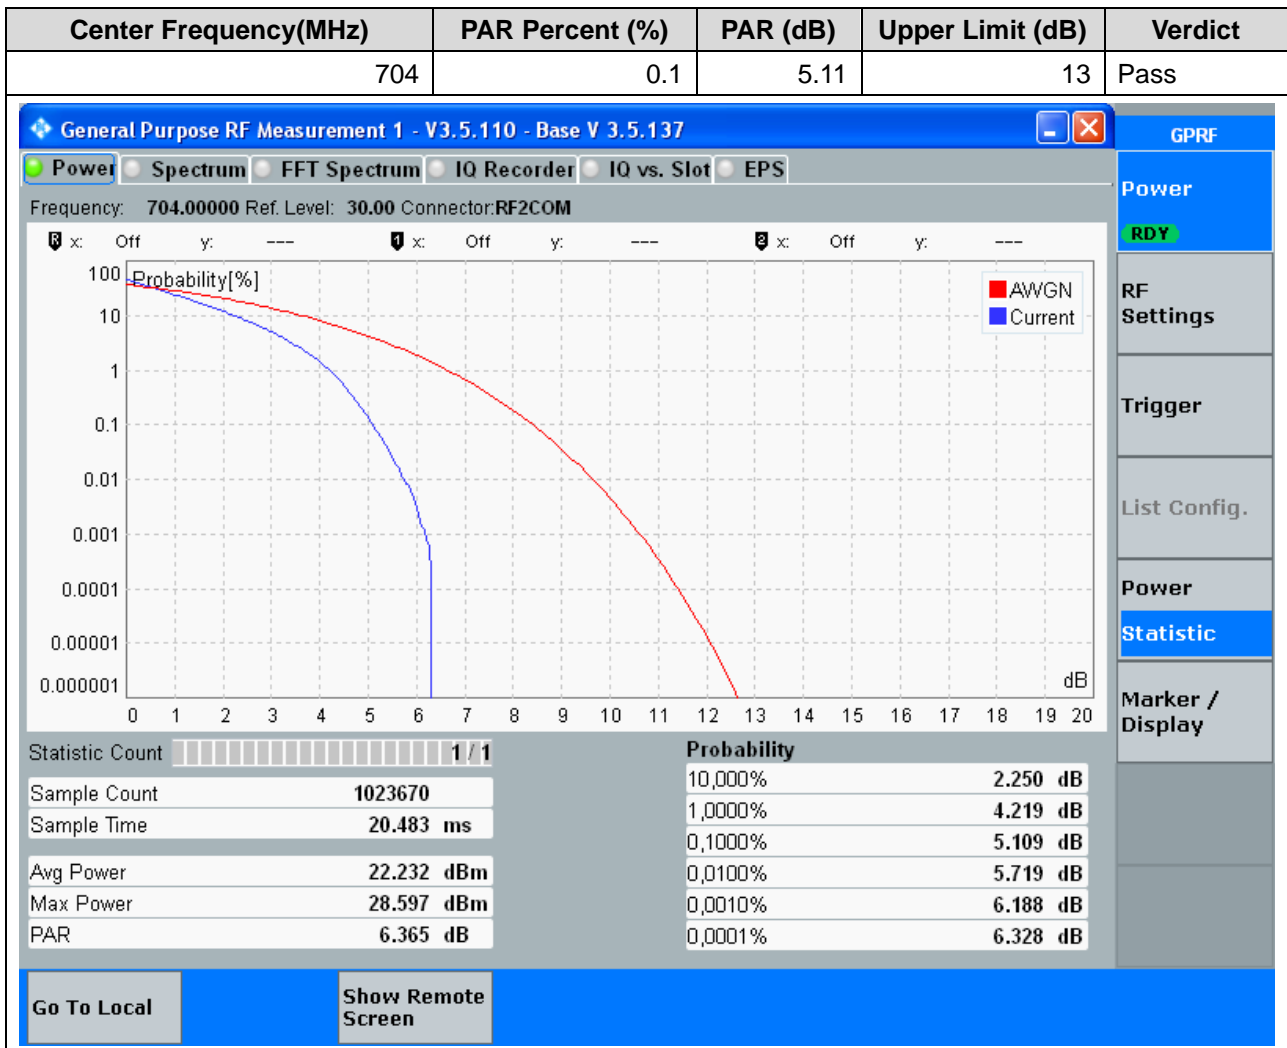 Center Frequency(MHz) PAR Percent (%) PAR (dB) Upper Limit (dB) Verdict
704 0.1 5.11 13 Pass
General Purpose RF Measurement 1 - V3.5.110 - Base V 3.5.137
GPRF
Power Spectrum FFT Spectrum IQ Recorder IQ vs. Slot EPS
Power
RDY
Frequency: 704.00000 Ref. Level: 30.00 Connector:RF2COM
R x: Off y: --- 1 x: Off y: --- 2 x: Off y: ---
Probability[%]
AWGN
Current
100
10
1
0.1
0.01
0.001
0.0001
0.00001
0.000001
dB
0 1 2 3 4 5 6 7 8 9 10 11 12 13 14 15 16 17 18 19 20
RF
Settings
Trigger
List Config.
Power
Statistic
Marker /
Display
Statistic Count 1 / 1
Sample Count 1023670
Sample Time 20.483 ms
Avg Power 22.232 dBm
Max Power 28.597 dBm
PAR 6.365 dB
Probability
10,000% 2.250 dB
1,0000% 4.219 dB
0,1000% 5.109 dB
0,0100% 5.719 dB
0,0010% 6.188 dB
0,0001% 6.328 dB
Go To Local
Show Remote
Screen